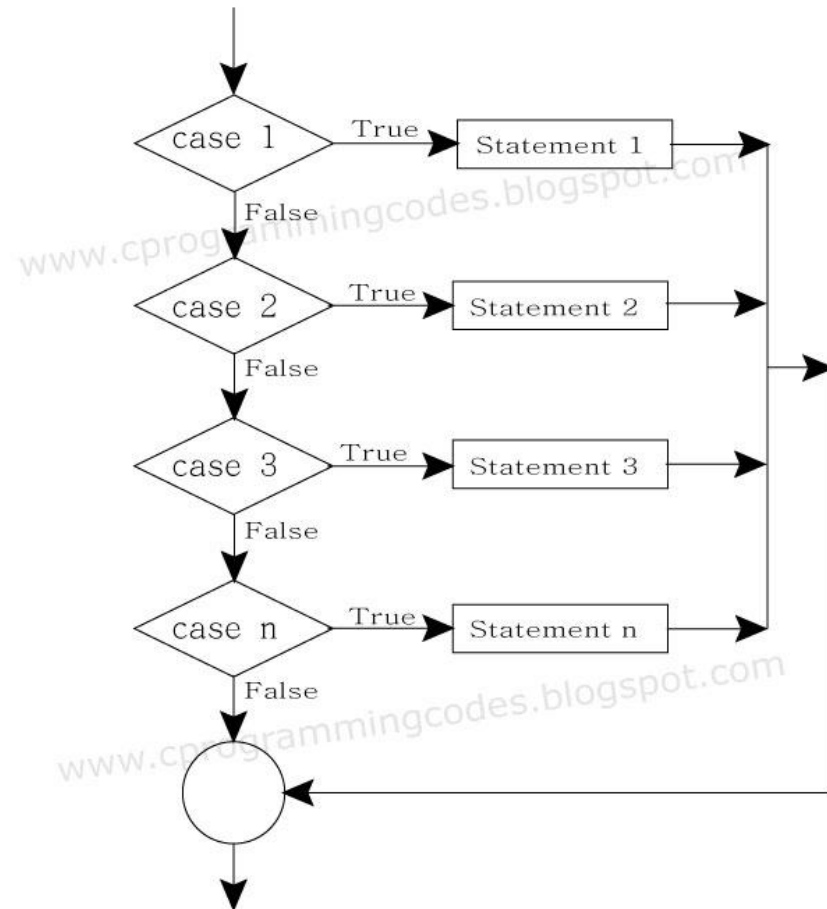 case 1
True
Statement 1
False
www.cprogrammingcodes.blogspot.com
case 2
True
Statement 2
False
case 3
True
Statement 3
False
case n
True
Statement n
False
www.cprogrammingcodes.blogspot.com